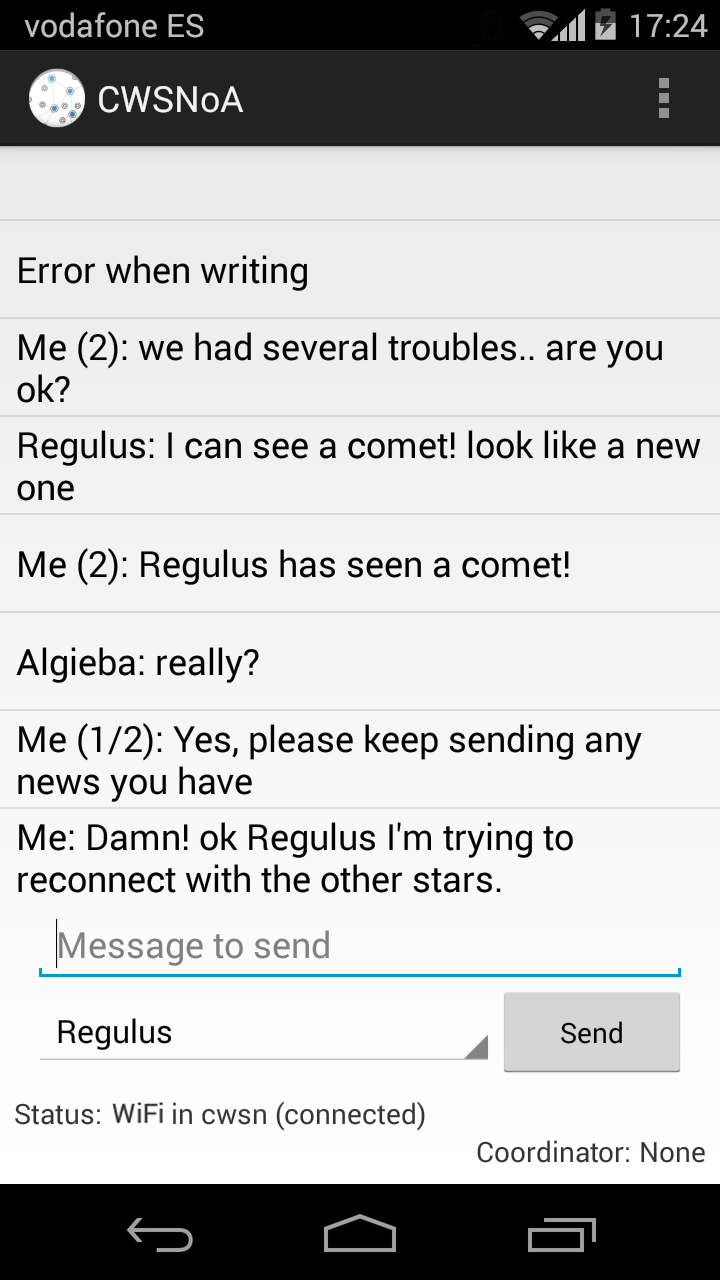 vodafone ES 17:24
CWSNoA
Error when writing
Me (2): we had several troubles.. are you
ok?
Regulus: I can see a comet! look like a new
one
Me (2): Regulus has seen a comet!
Algieba: really?
Me (1/2): Yes, please keep sending any
news you have
Me: Damn! ok Regulus I'm trying to
reconnect with the other stars.
Message to send
Regulus Send
Status: WiFi in cwsn (connected)
Coordinator: None